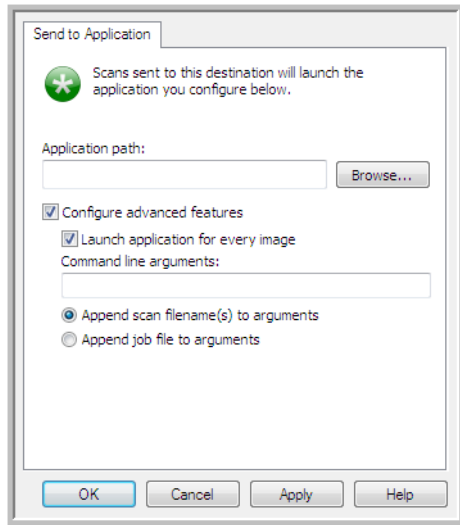 Send to Application
Scans sent to this destination will launch the
application you configure below.
Application path:
Browse...
Configure advanced features
Launch application for every image
Command line arguments:
Append scan filename(s) to arguments
Append job file to arguments
OK Cancel Apply Help